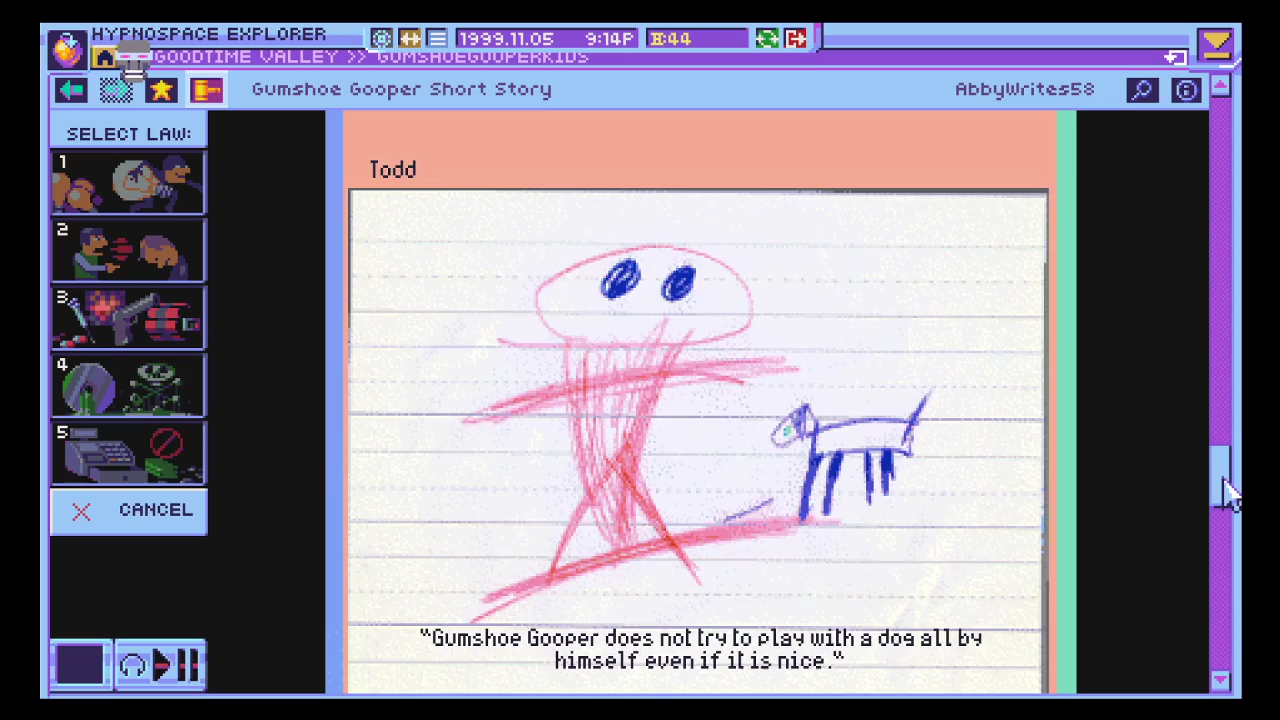 HYPNOSPACE EXPLORER
1999.11.05 9:14P
:44
GOODTIME VALLEY >> GUMSHOEGOOPERKIDS
Gumshoe Gooper Short Story
AbbyWrites58
SELECT LAW:
1
2
3
4
5
CANCEL
Todd
"Gumshoe Gooper does not try to play with a dog all by
himself even if it is nice."